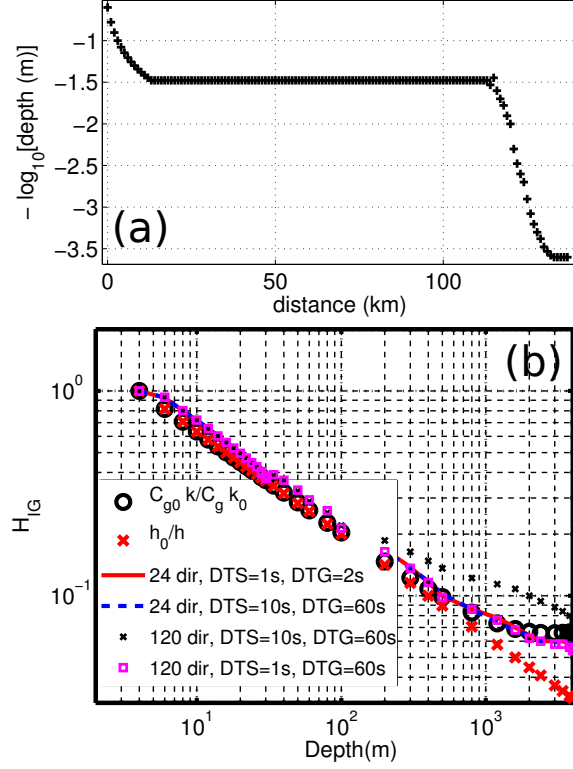 -1
-1.5
-2
-2.5
-3
-3.5
- log10[depth (m)]
(a)
0
50
100
distance (km)
(b)
10^0
10^-1
H_IG
C_g0 k/C_g k_0
h_0/h
24 dir, DTS=1s, DTG=2s
24 dir, DTS=10s, DTG=60s
120 dir, DTS=10s, DTG=60s
120 dir, DTS=1s, DTG=60s
10^1
10^2
10^3
Depth(m)